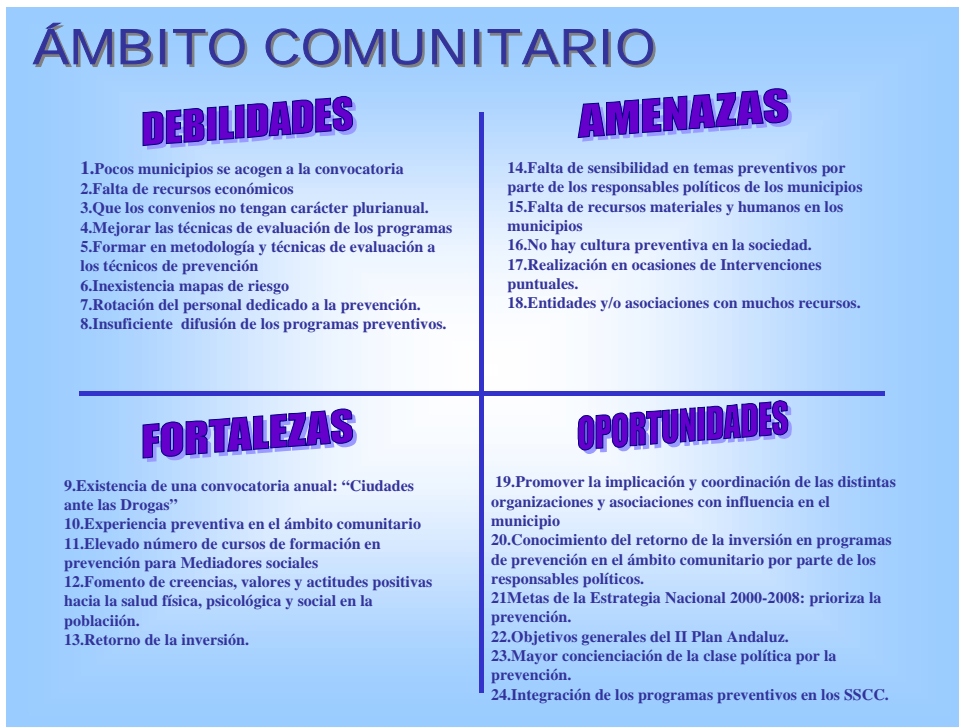 ÁMBITO COMUNITARIO
DEBILIDADES
1.Pocos municipios se acogen a la convocatoria
2.Falta de recursos económicos
3.Que los convenios no tengan carácter plurianual.
4.Mejorar las técnicas de evaluación de los programas
5.Formar en metodología y técnicas de evaluación a
los técnicos de prevención
6.Inexistencia mapas de riesgo
7.Rotación del personal dedicado a la prevención.
8.Insuficiente difusión de los programas preventivos.
AMENAZAS
14.Falta de sensibilidad en temas preventivos por
parte de los responsables políticos de los municipios
15.Falta de recursos materiales y humanos en los
municipios
16.No hay cultura preventiva en la sociedad.
17.Realización en ocasiones de Intervenciones
puntuales.
18.Entidades y/o asociaciones con muchos recursos.
FORTALEZAS
9.Existencia de una convocatoria anual: “Ciudades
ante las Drogas”
10.Experiencia preventiva en el ámbito comunitario
11.Elevado número de cursos de formación en
prevención para Mediadores sociales
12.Fomento de creencias, valores y actitudes positivas
hacia la salud física, psicológica y social en la
poblaciión.
13.Retorno de la inversión.
OPORTUNIDADES
19.Promover la implicación y coordinación de las distintas
organizaciones y asociaciones con influencia en el
municipio
20.Conocimiento del retorno de la inversión en programas
de prevención en el ámbito comunitario por parte de los
responsables políticos.
21Metas de la Estrategia Nacional 2000-2008: prioriza la
prevención.
22.Objetivos generales del II Plan Andaluz.
23.Mayor concienciación de la clase política por la
prevención.
24.Integración de los programas preventivos en los SSCC.